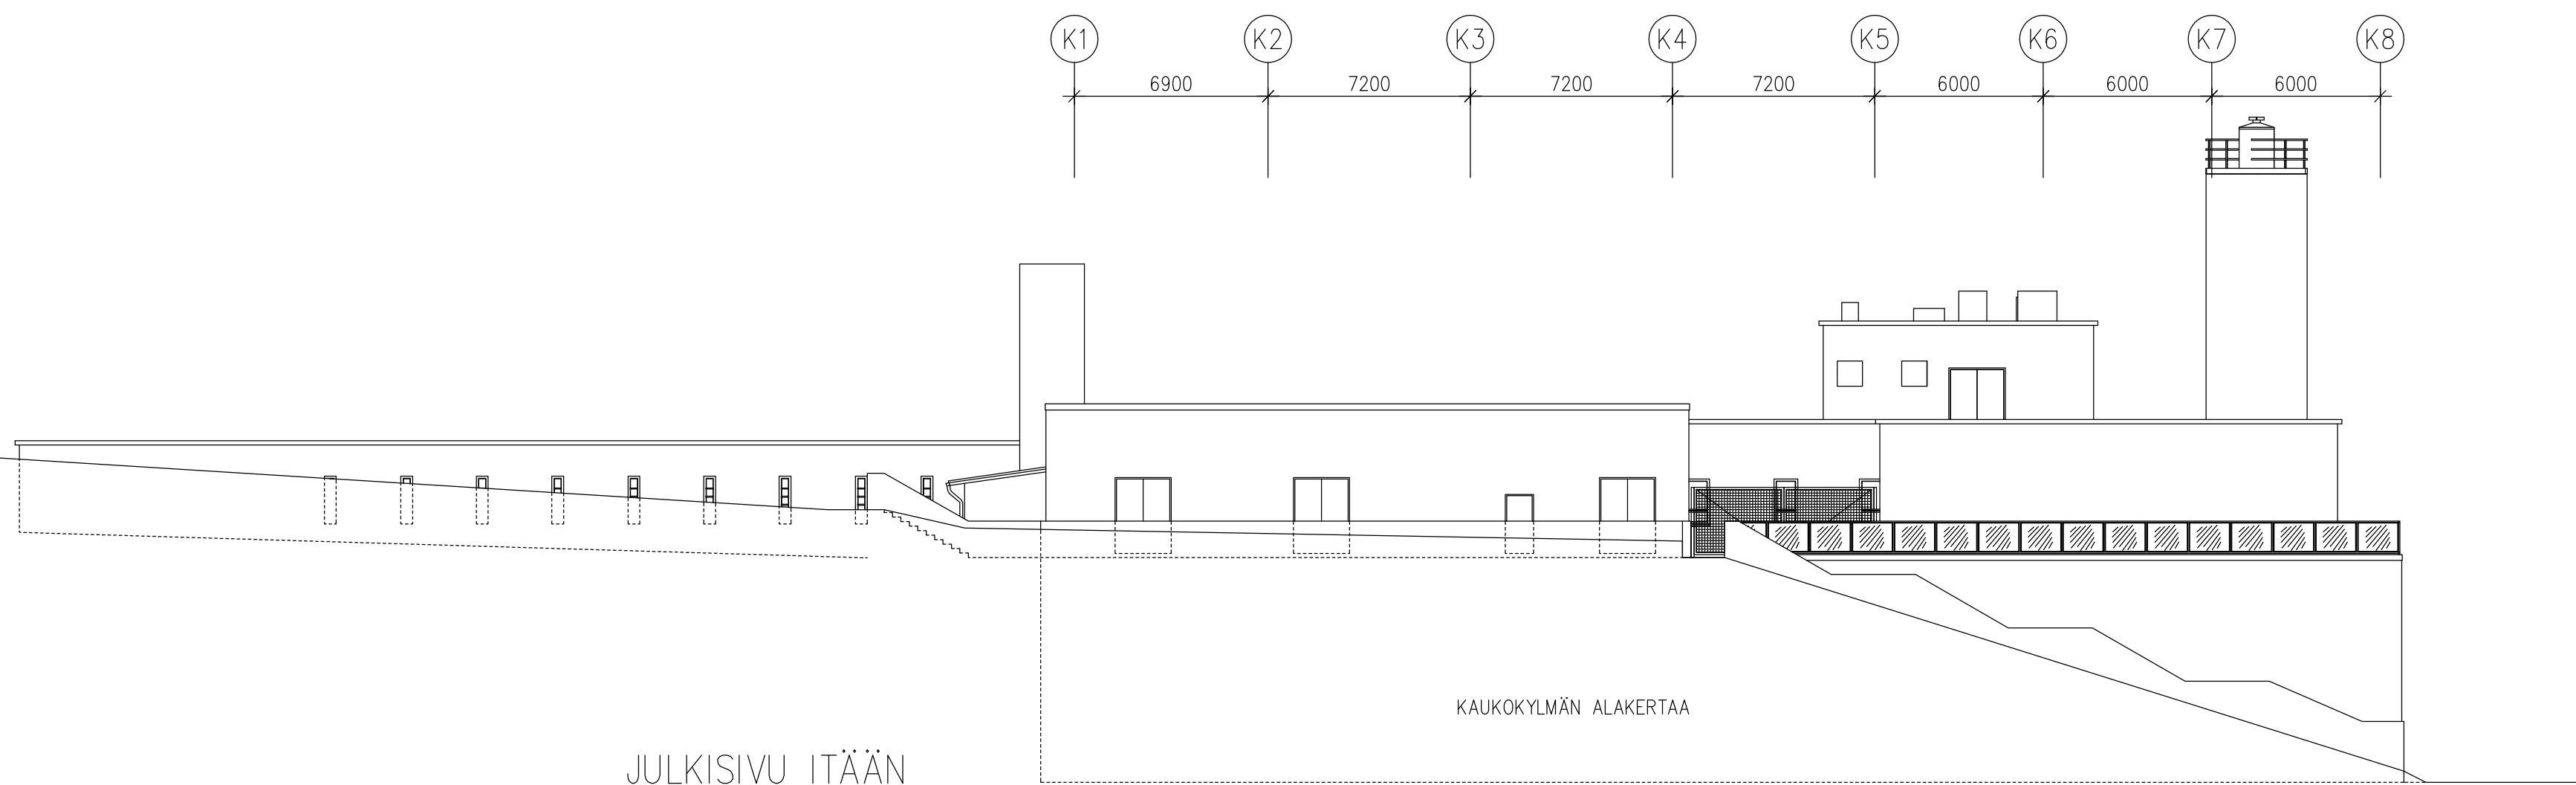 K1 K2 K3 K4 K5 K6 K7 K8
6900 7200 7200 7200 6000 6000 6000
KAUKOKYLMÄN ALAKERTAA
JULKISIVU ITÄÄN